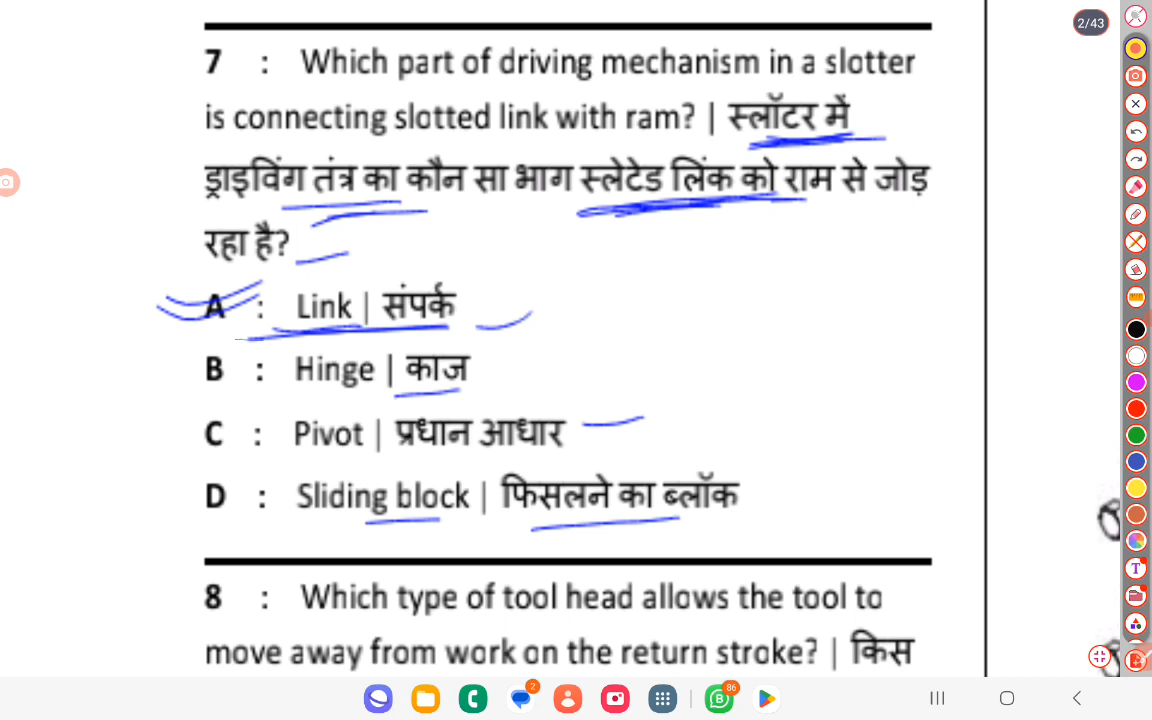 2/43
7 : Which part of driving mechanism in a slotter
is connecting slotted link with ram? | स्लॉटर में
ड्राइविंग तंत्र का कौन सा भाग स्लेटेड लिंक को राम से जोड़
रहा है?
A : Link | संपर्क
B : Hinge | काज
C : Pivot | प्रधान आधार
D : Sliding block | फिसलने का ब्लॉक
8 : Which type of tool head allows the tool to
move away from work on the return stroke? | किस
2
86